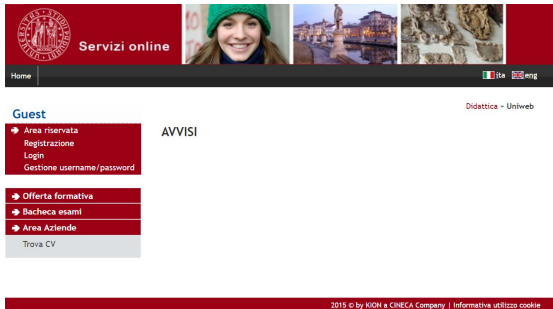 Servizi online
Home
ita eng
Didattica » Uniweb
Guest
Area riservata
Registrazione
Login
Gestione username/password
AVVISI
Offerta formativa
Bacheca esami
Area Aziende
Trova CV
2015 © by KION a CINECA Company | Informativa utilizzo cookie